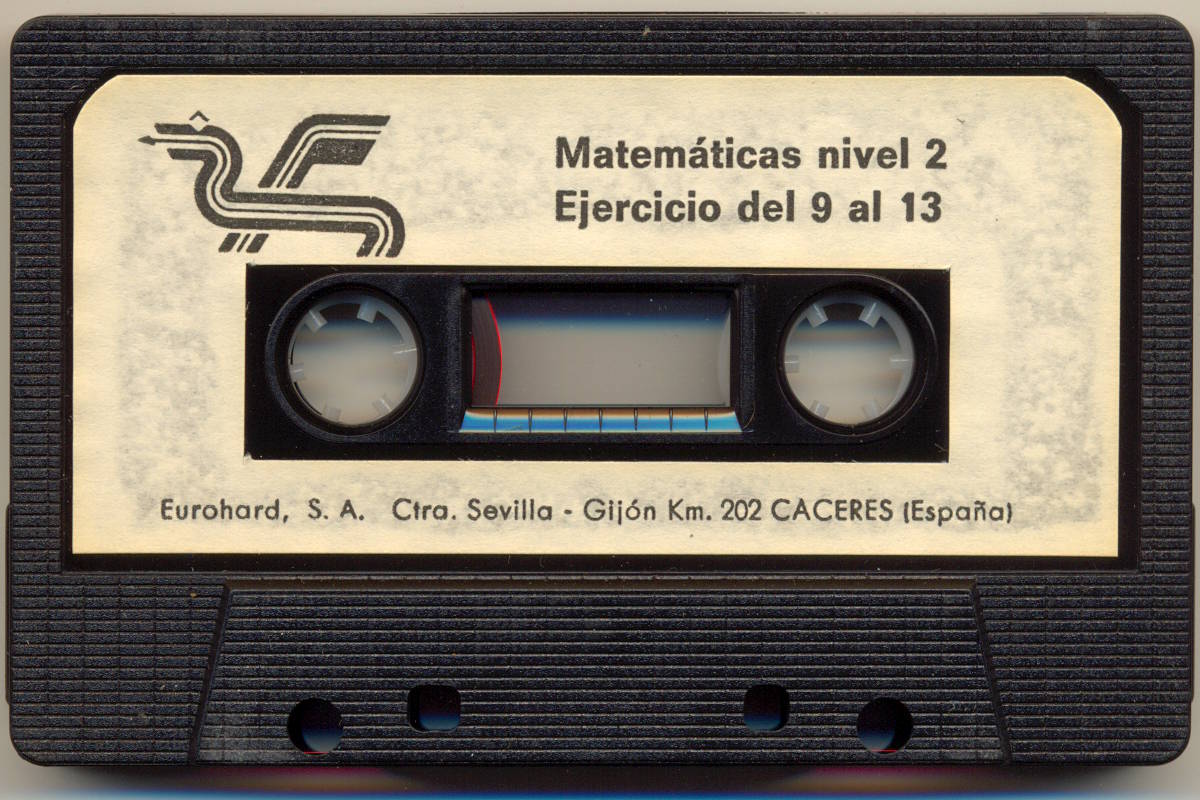 Matemáticas nivel 2
Ejercicio del 9 al 13
Eurohard, S. A. Ctra. Sevilla - Gijón Km. 202 CACERES (España)